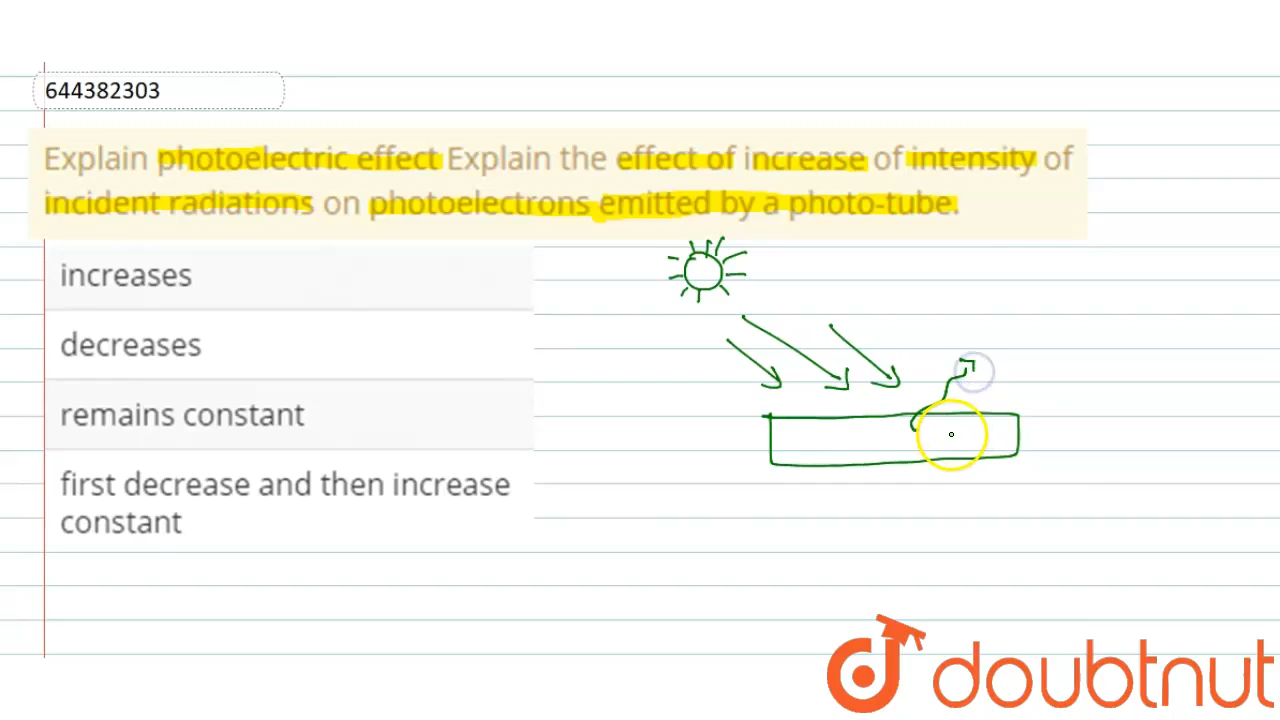 644382303
Explain photoelectric effect Explain the effect of increase of intensity of
incident radiations on photoelectrons emitted by a photo-tube.
increases
decreases
remains constant
first decrease and then increase
constant
doubtnut